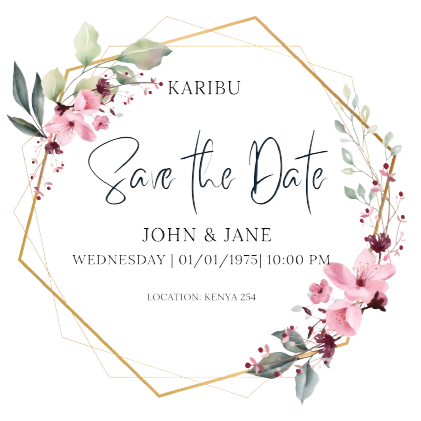 KARIBU
Save the Date
JOHN & JANE
WEDNESDAY | 01/01/1975| 10:00 PM
LOCATION: KENYA 254